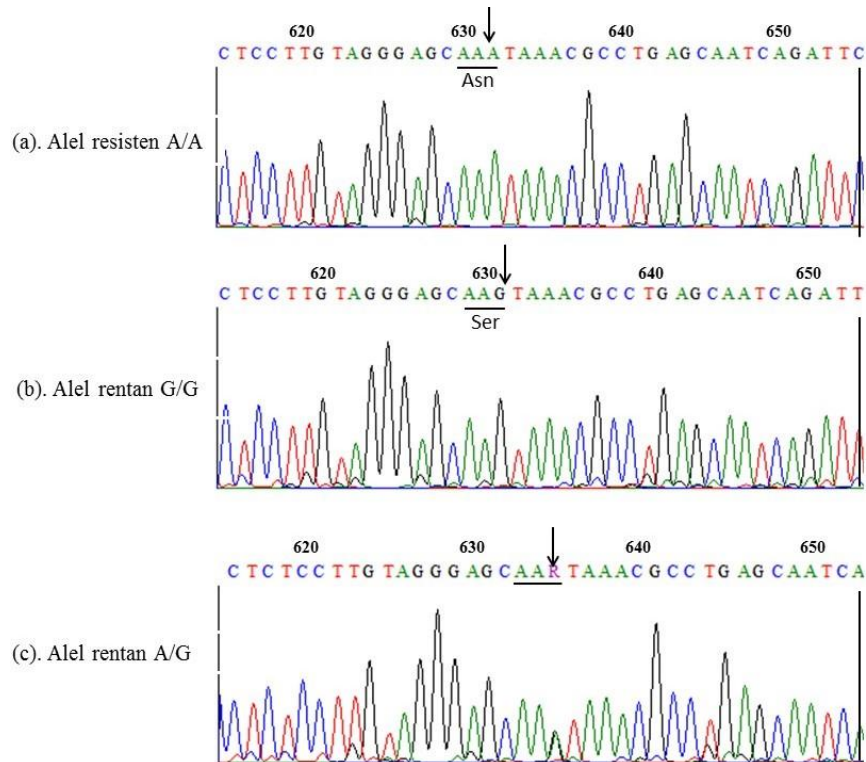 620 630 640 650
C T C C T T G T A G G G A G C A A A T A A A C G C C T G A G C A A T C A G A T T C
Asn
(a). Alel resisten A/A
620 630 640 650
C T C C T T G T A G G G A G C A A G T A A A C G C C T G A G C A A T C A G A T T
Ser
(b). Alel rentan G/G
620 630 640 650
C T C T C C T T G T A G G G A G C A A R T A A A C G C C T G A G C A A T C A
(c). Alel rentan A/G